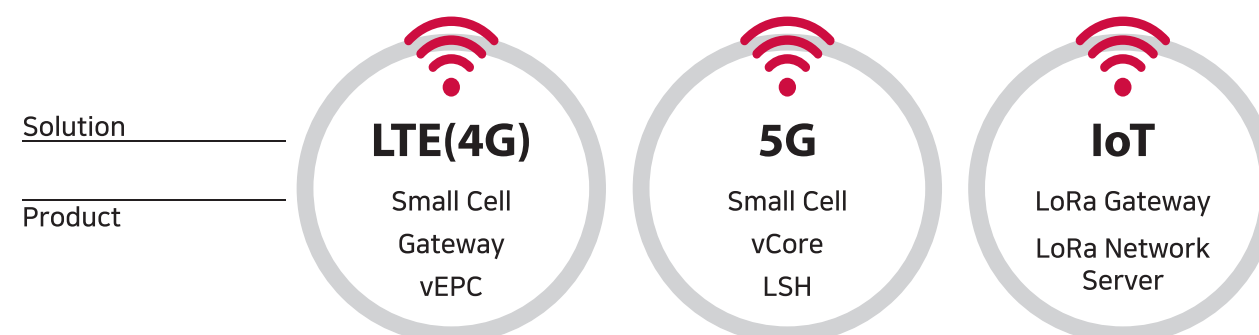 Solution
Product
LTE(4G)
Small Cell
Gateway
vEPC
5G
Small Cell
vCore
LSH
IoT
LoRa Gateway
LoRa Network
Server